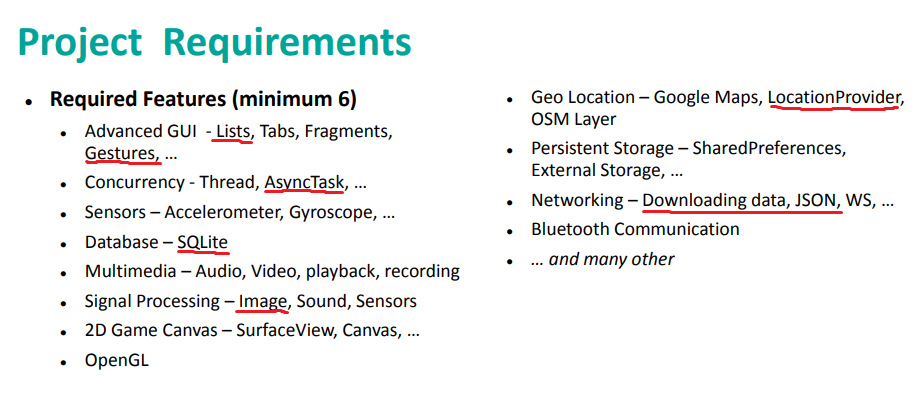 Project Requirements
Required Features (minimum 6)
Advanced GUI - Lists, Tabs, Fragments,
Gestures, ...
Concurrency - Thread, AsyncTask, ...
Sensors – Accelerometer, Gyroscope, ...
Database – SQLite
Multimedia – Audio, Video, playback, recording
Signal Processing – Image, Sound, Sensors
2D Game Canvas – SurfaceView, Canvas, ...
OpenGL
Geo Location – Google Maps, LocationProvider,
OSM Layer
Persistent Storage – SharedPreferences,
External Storage, ...
Networking – Downloading data, JSON, WS, ...
Bluetooth Communication
... and many other